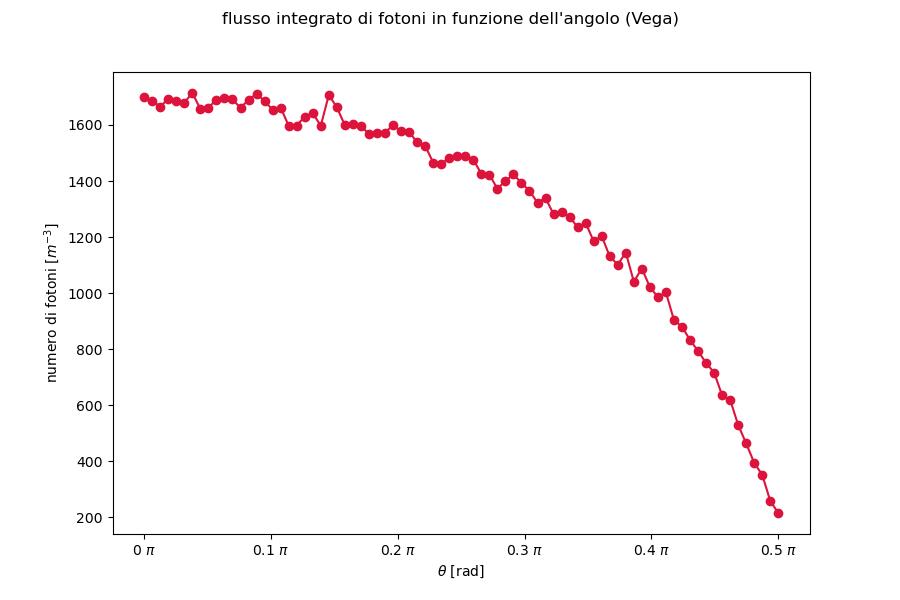 flusso integrato di fotoni in funzione dell'angolo (Vega)
numero di fotoni [$m^{-3}$]
1600
1400
1200
1000
800
600
400
200
0 π
0.1 π
0.2 π
0.3 π
0.4 π
0.5 π
θ [rad]